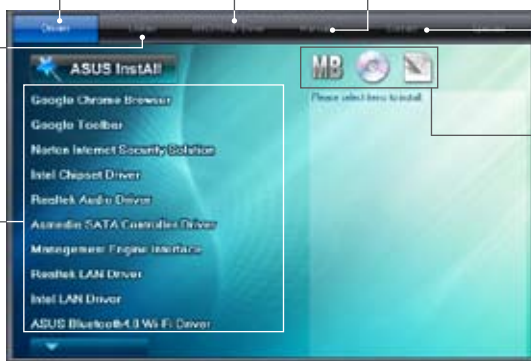 Drivers
Manual
ASUS InstAll
MB
Google Chrome Browser
Please select items to install.
Google Toolbar
Norton Internet Security Solution
Intel Chipset Driver
Realtek Audio Driver
Asmedia SATA Controller Driver
Management Engine Interface
Realtek LAN Driver
Intel LAN Driver
ASUS Bluetooth4.0 Wi-Fi Driver